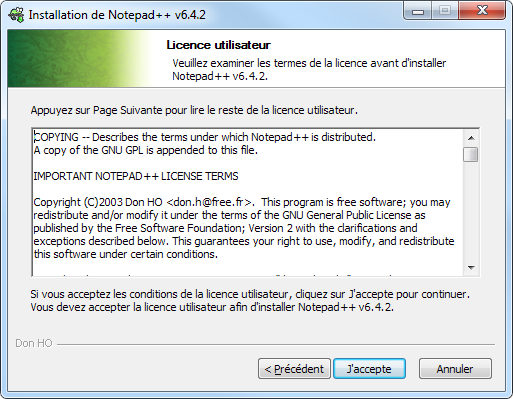 Installation de Notepad++ v6.4.2
Licence utilisateur
Veuillez examiner les termes de la licence avant d'installer
Notepad++ v6.4.2.
Appuyez sur Page Suivante pour lire le reste de la licence utilisateur.
COPYING -- Describes the terms under which Notepad++ is distributed.
A copy of the GNU GPL is appended to this file.
IMPORTANT NOTEPAD++ LICENSE TERMS
Copyright (C)2003 Don HO <don.h@free.fr>. This program is free software; you may
redistribute and/or modify it under the terms of the GNU General Public License as
published by the Free Software Foundation; Version 2 with the clarifications and
exceptions described below. This guarantees your right to use, modify, and redistribute
this software under certain conditions.
Si vous acceptez les conditions de la licence utilisateur, cliquez sur J'accepte pour continuer.
Vous devez accepter la licence utilisateur afin d'installer Notepad++ v6.4.2.
Don HO
< Précédent
J'accepte
Annuler